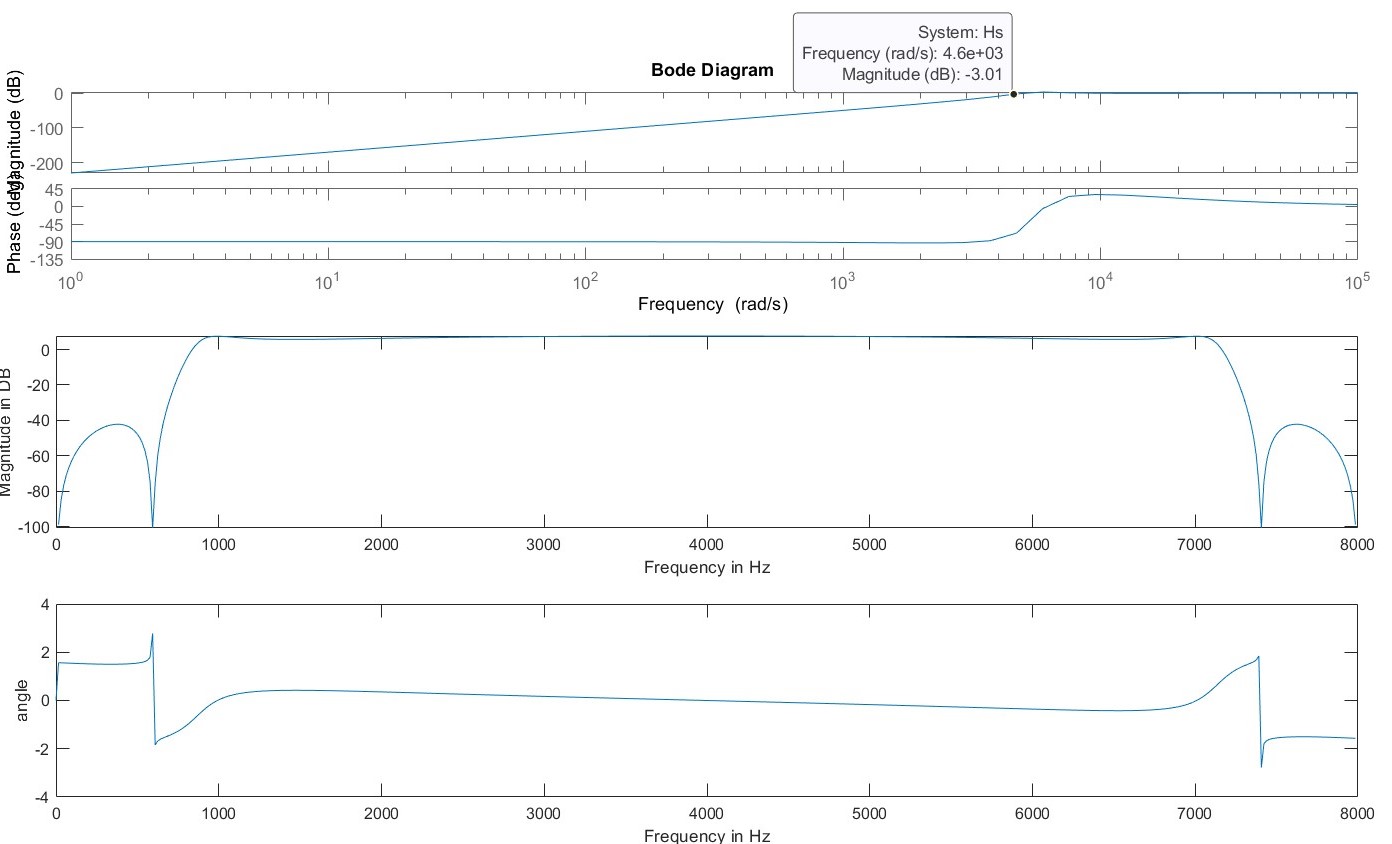 System: Hs
Frequency (rad/s): 4.6e+03
Magnitude (dB): -3.01
Bode Diagram
Magnitude (dB)
0
-100
-200
Phase (deg)
45
0
-45
-90
-135
10^0 10^1 10^2 10^3 10^4 10^5
Frequency (rad/s)
Magnitude in DB
0
-20
-40
-60
-80
-100
0 1000 2000 3000 4000 5000 6000 7000 8000
Frequency in Hz
angle
4
2
0
-2
-4
0 1000 2000 3000 4000 5000 6000 7000 8000
Frequency in Hz